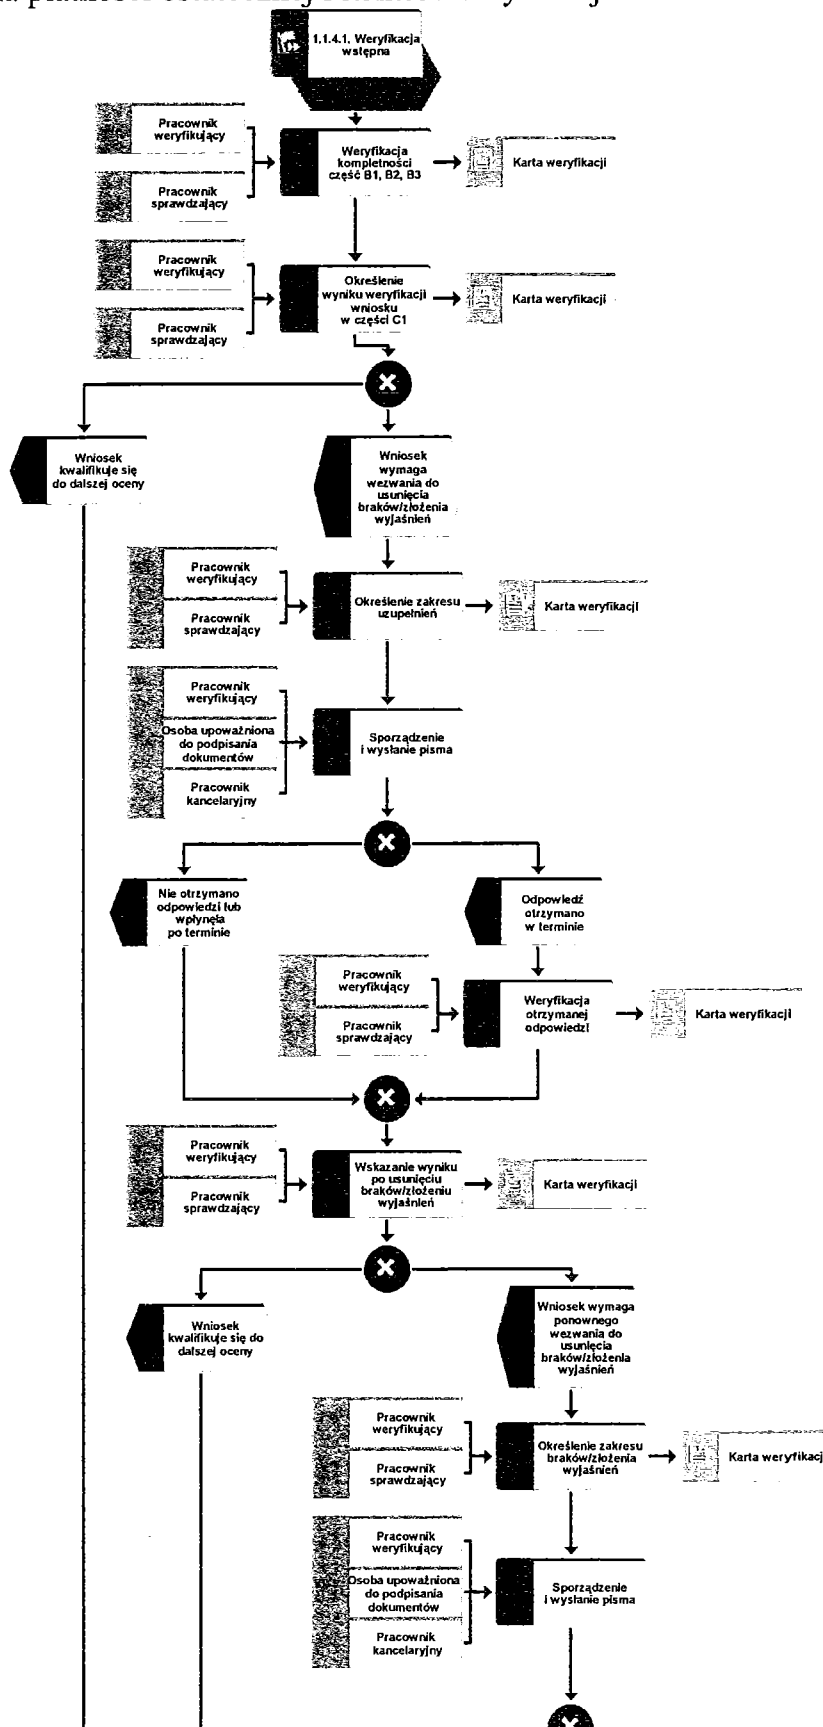 1.1.4.1. Weryfikacja
wstępna
Pracownik
weryfikujący
Pracownik
sprawdzający
Weryfikacja
kompletności
część B1, B2, B3
Karta weryfikacji
Pracownik
weryfikujący
Pracownik
sprawdzający
Określenie
wyniku weryfikacji
wniosku
w części C1
Karta weryfikacji
Wniosek
kwalifikuje się
do dalszej oceny
Wniosek
wymaga
wezwania do
usunięcia
braków/złożenia
wyjaśnień
Pracownik
weryfikujący
Pracownik
sprawdzający
Określenie zakresu
uzupełnień
Karta weryfikacji
Pracownik
weryfikujący
Osoba upoważniona
do podpisania
dokumentów
Pracownik
kancelaryjny
Sporządzenie
i wysłanie pisma
Nie otrzymano
odpowiedzi lub
wpłynęła
po terminie
Odpowiedź
otrzymano
w terminie
Pracownik
weryfikujący
Pracownik
sprawdzający
Weryfikacja
otrzymanej
odpowiedzi
Karta weryfikacji
Pracownik
weryfikujący
Pracownik
sprawdzający
Wskazanie wyniku
po usunięciu
braków/złożeniu
wyjaśnień
Karta weryfikacji
Wniosek
kwalifikuje się do
dalszej oceny
Wniosek wymaga
ponownego
wezwania do
usunięcia
braków/złożenia
wyjaśnień
Pracownik
weryfikujący
Pracownik
sprawdzający
Określenie zakresu
braków/złożenia
wyjaśnień
Karta weryfikacj
Pracownik
weryfikujący
Osoba upoważniona
do podpisania
dokumentów
Pracownik
kancelaryjny
Sporządzenie
i wysłanie pisma